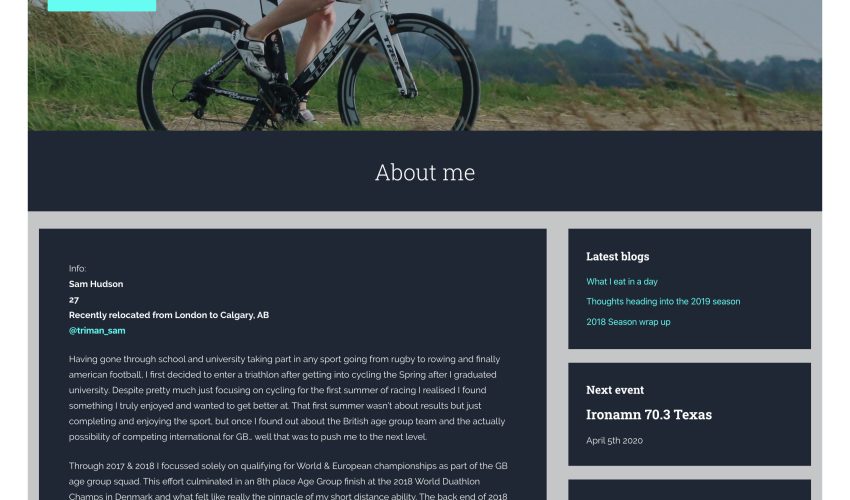 TREK
TREK
About me
Info:
Sam Hudson
27
Recently relocated from London to Calgary, AB
@triman_sam
Having gone through school and university taking part in any sport going from rugby to rowing and finally
american football, I first decided to enter a triathlon after getting into cycling the Spring after I graduated
university. Despite pretty much just focusing on cycling for the first summer of racing I realised I found
something I truly enjoyed and wanted to get better at. That first summer wasn't about results but just
completing and enjoying the sport, but once I found out about the British age group team and the actually
possibility of competing international for GB.. well that was to push me to the next level.
Through 2017 & 2018 I focussed solely on qualifying for World & European championships as part of the GB
age group squad. This effort culminated in an 8th place Age Group finish at the 2018 World Duathlon
Champs in Denmark and what felt like really the pinnacle of my short distance ability. The back end of 2018
Latest blogs
What I eat in a day
Thoughts heading into the 2019 season
2018 Season wrap up
Next event
Ironamn 70.3 Texas
April 5th 2020